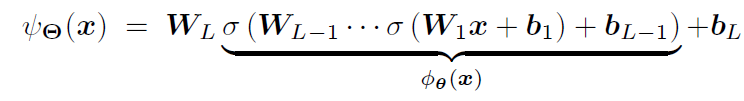 ψ_Θ(x) = W_L σ (W_{L−1} ⋯ σ (W_1 x + b_1) + b_{L−1}) + b_L
ϕ_θ(x)